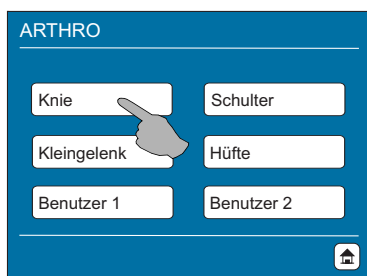 ARTHRO
Knie
Schulter
Kleingelenk
Hüfte
Benutzer 1
Benutzer 2